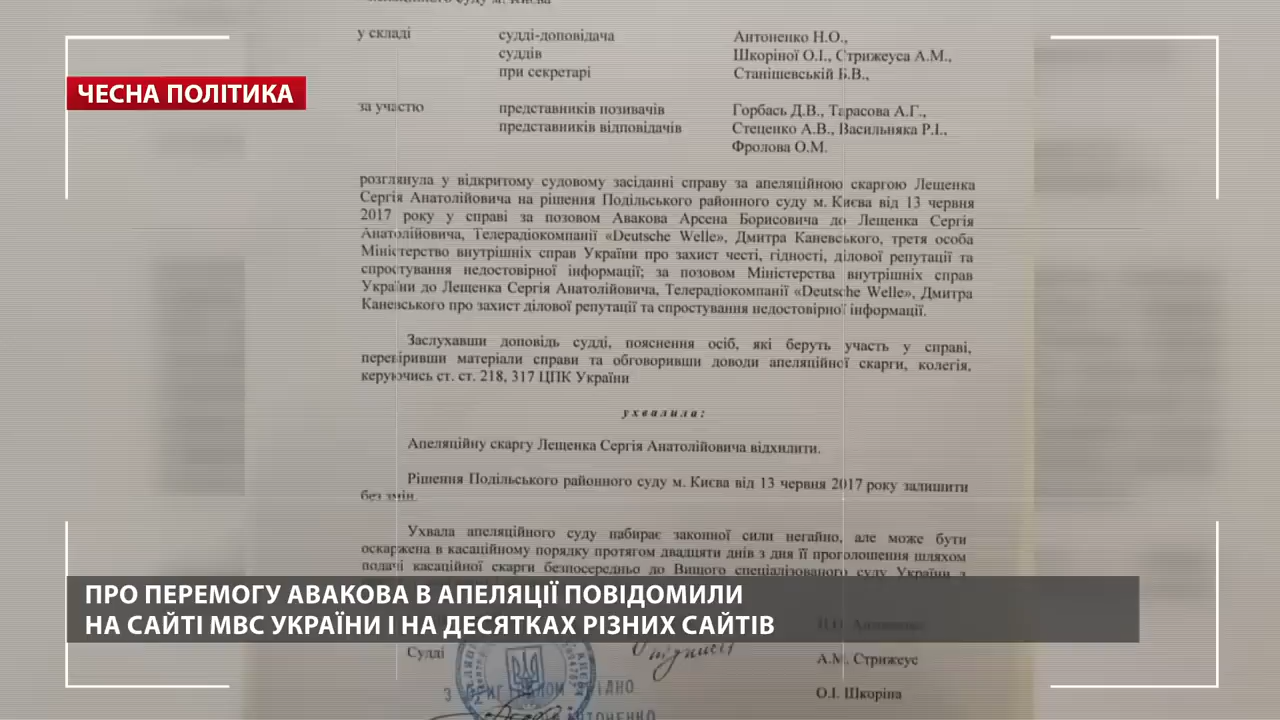 у складі судді-доповідача Антоненко Н.О.,
суддів Шкоріної О.І., Стрижеуса А.М.,
при секретарі Станішевській Б.В.,
ЧЕСНА ПОЛІТИКА
за участю представників позивачів Горбась Д.В., Тарасова А.Г.,
представників відповідачів Стеценко А.В., Васильняка Р.І.,
Фролова О.М.
розглянула у відкритому судовому засіданні справу за апеляційною скаргою Лещенка
Сергія Анатолійовича на рішення Подільського районного суду м. Києва від 13 червня
2017 року у справі за позовом Авакова Арсена Борисовича до Лещенка Сергія
Анатолійовича, Телерадіокомпанії «Deutsche Welle», Дмитра Каневського, третя особа
Міністерство внутрішніх справ України про захист честі, гідності, ділової репутації та
спростування недостовірної інформації; за позовом Міністерства внутрішніх справ
України до Лещенка Сергія Анатолійовича, Телерадіокомпанії «Deutsche Welle», Дмитра
Каневського про захист ділової репутації та спростування недостовірної інформації.
Заслухавши доповідь судді, пояснення осіб, які беруть участь у справі,
перевіривши матеріали справи та обговоривши доводи апеляційної скарги, колегія,
керуючись ст. ст. 218, 317 ЦПК України
ухвалила:
Апеляційну скаргу Лещенка Сергія Анатолійовича відхилити.
Рішення Подільського районного суду м. Києва від 13 червня 2017 року залишити
без змін.
Ухвала апеляційного суду набирає законної сили негайно, але може бути
оскаржена в касаційному порядку протягом двадцяти днів з дня її проголошення шляхом
подачі касаційної скарги безпосередньо до Вищого спеціалізованого суду України з
ПРО ПЕРЕМОГУ АВАКОВА В АПЕЛЯЦІЇ ПОВІДОМИЛИ
НА САЙТІ МВС УКРАЇНИ І НА ДЕСЯТКАХ РІЗНИХ САЙТІВ
Судді А.М. Стрижеус
О.І. Шкоріна